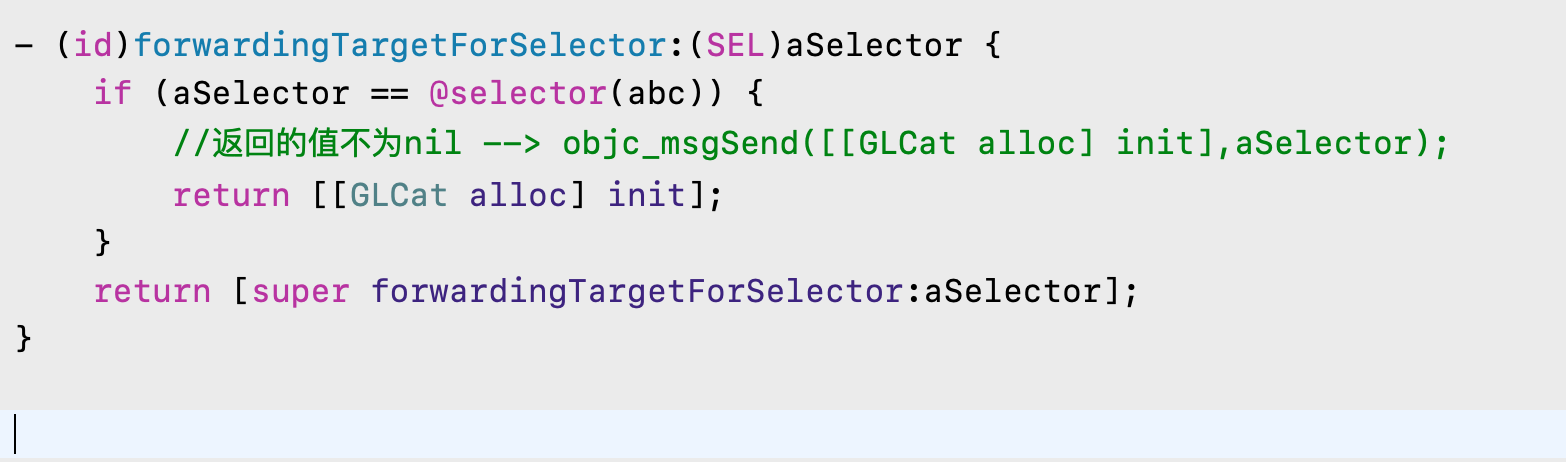 - (id)forwardingTargetForSelector:(SEL)aSelector {
    if (aSelector == @selector(abc)) {
        //返回的值不为nil --> objc_msgSend([[GLCat alloc] init],aSelector);
        return [[GLCat alloc] init];
    }
    return [super forwardingTargetForSelector:aSelector];
}